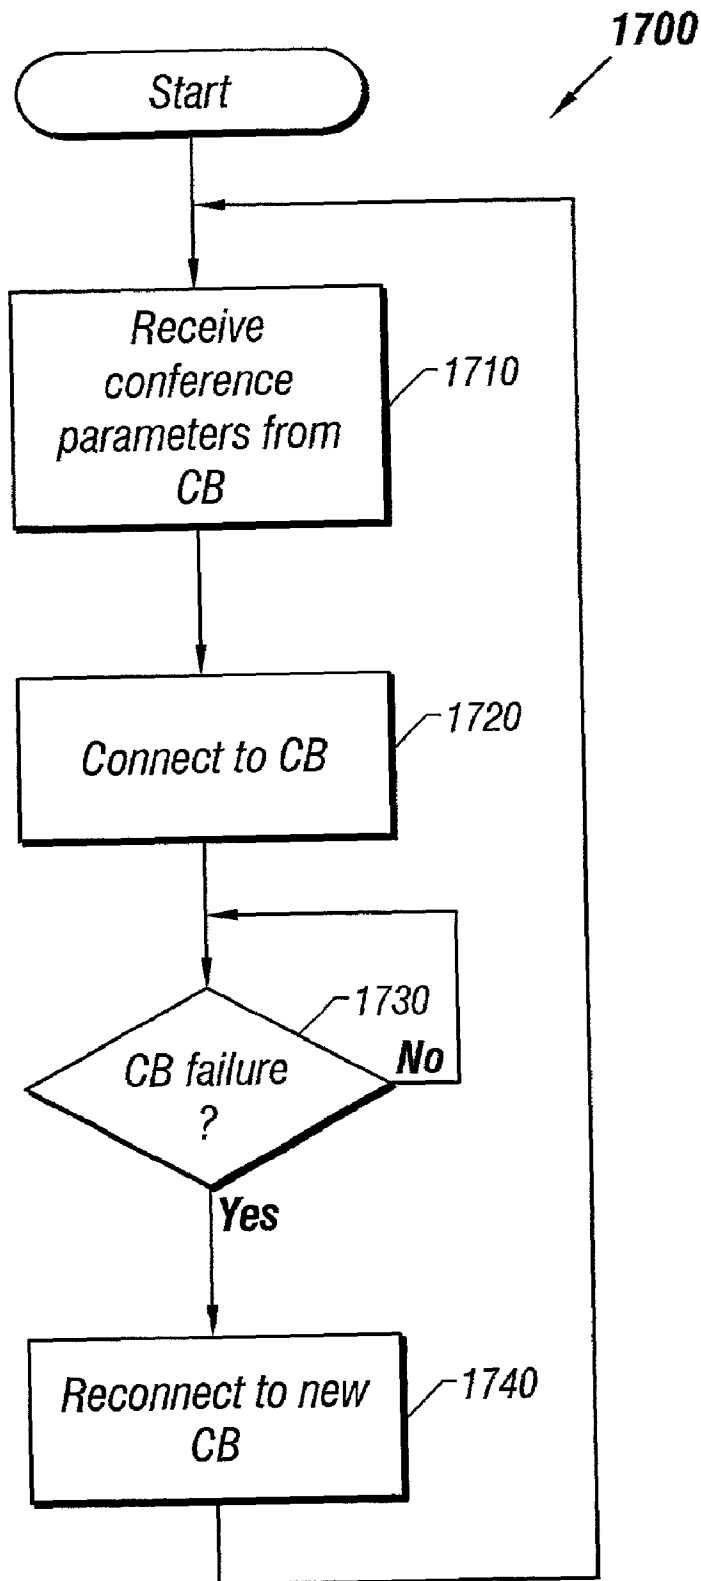 1700
Start
Receive
conference
parameters from
CB
1710
Connect to CB
1720
1730
CB failure
?
No
Yes
Reconnect to new
CB
1740